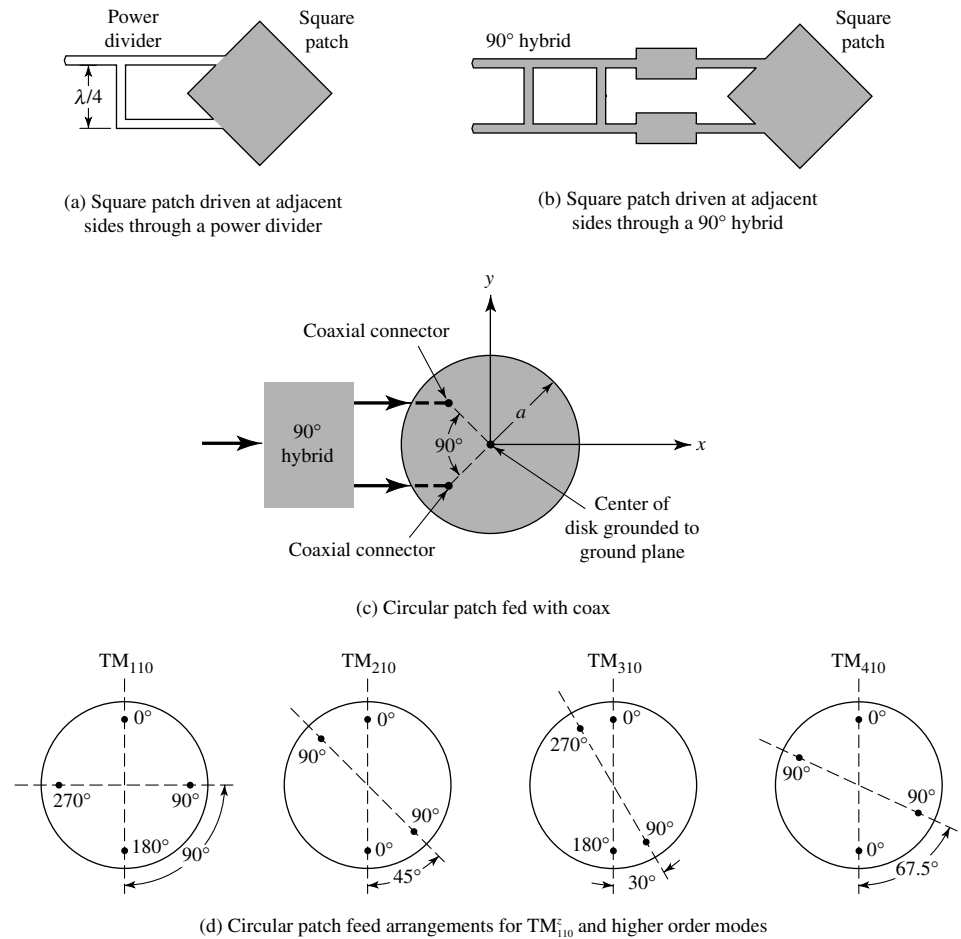 Power
divider
Square
patch
λ/4
(a) Square patch driven at adjacent
sides through a power divider
90° hybrid
Square
patch
(b) Square patch driven at adjacent
sides through a 90° hybrid
y
Coaxial connector
a
90°
hybrid
90°
x
Coaxial connector
Center of
disk grounded to
ground plane
(c) Circular patch fed with coax
TM₁₁₀
0°
270°
90°
180°
90°
TM₂₁₀
0°
90°
90°
0°
45°
TM₃₁₀
0°
270°
90°
180°
30°
TM₄₁₀
0°
90°
90°
0°
67.5°
(d) Circular patch feed arrangements for TMᶻ₁₁₀ and higher order modes